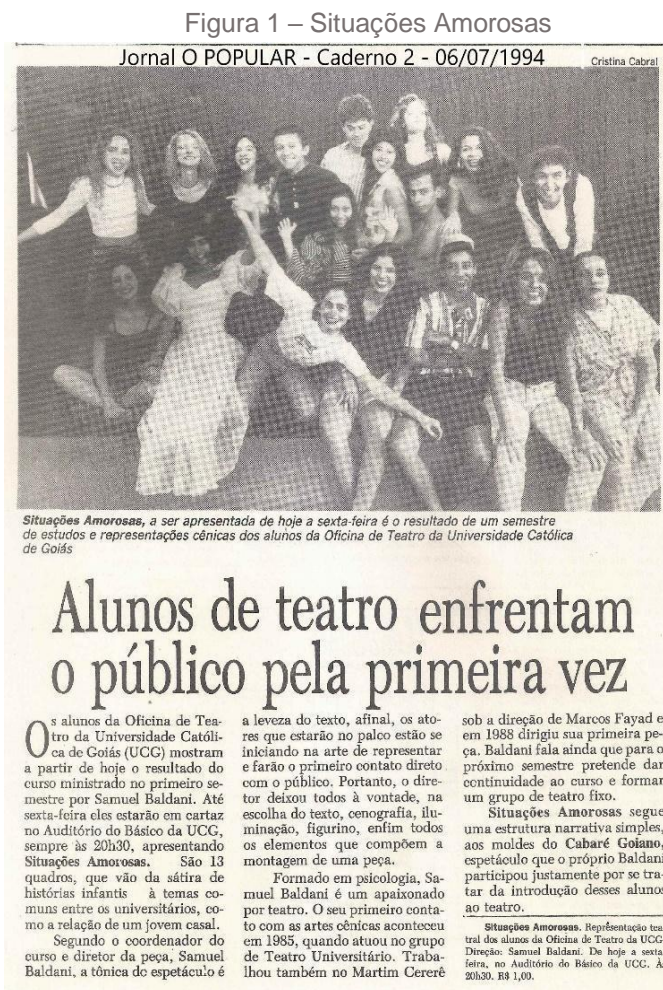 Figura 1 – Situações Amorosas
Jornal O POPULAR - Caderno 2 - 06/07/1994
Cristina Cabral
Situações Amorosas, a ser apresentada de hoje a sexta-feira é o resultado de um semestre
de estudos e representações cênicas dos alunos da Oficina de Teatro da Universidade Católica
de Goiás
Alunos de teatro enfrentam
o público pela primeira vez
Os alunos da Oficina de Tea-
tro da Universidade Católi-
ca de Goiás (UCG) mostram
a partir de hoje o resultado do
curso ministrado no primeiro se-
mestre por Samuel Baldani. Até
sexta-feira eles estarão em cartaz
no Auditório do Básico da UCG,
sempre às 20h30, apresentando
Situações Amorosas. São 13
quadros, que vão da sátira de
histórias infantis à temas co-
muns entre os universitários, co-
mo a relação de um jovem casal.
Segundo o coordenador do
curso e diretor da peça, Samuel
Baldani, a tônica do espetáculo é
a leveza do texto, afinal, os ato-
res que estarão no palco estão se
iniciando na arte de representar
e farão o primeiro contato direto
com o público. Portanto, o dire-
tor deixou todos à vontade, na
escolha do texto, cenografia, ilu-
minação, figurino, enfim todos
os elementos que compõem a
montagem de uma peça.
Formado em psicologia, Sa-
muel Baldani é um apaixonado
por teatro. O seu primeiro conta-
to com as artes cênicas aconteceu
em 1985, quando atuou no grupo
de Teatro Universitário. Traba-
lhou também no Martim Cererê
sob a direção de Marcos Fayad e
em 1988 dirigiu sua primeira pe-
ça. Baldani fala ainda que para o
próximo semestre pretende dar
continuidade ao curso e formar
um grupo de teatro fixo.
Situações Amorosas segue
uma estrutura narrativa simples,
aos moldes do Cabaré Goiano,
espetáculo que o próprio Baldani
participou justamente por se tra-
tar da introdução desses alunos
ao teatro.
Situações Amorosas. Representação tea
tral dos alunos da Oficina de Teatro da UCG
Direção: Samuel Baldani. De hoje a sexta
feira, no Auditório do Básico da UCG. À
20h30. R$ 1,00.